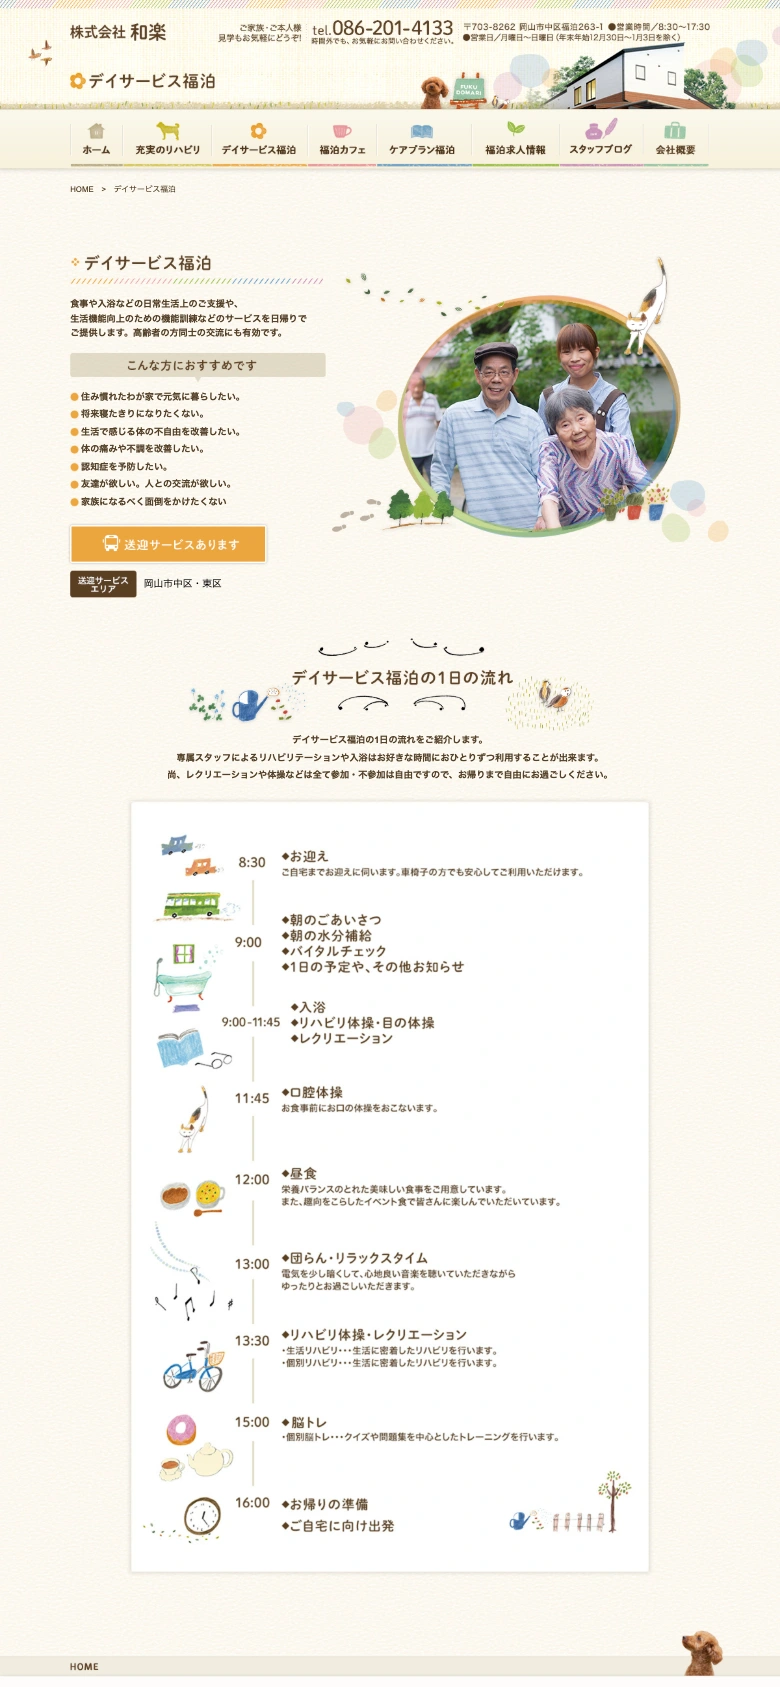 株式会社 和楽
ご家族・ご本人様
見学もお気軽にどうぞ!
tel.086-201-4133
時間外でも、お気軽にお問い合わせください。
〒703-8262 岡山市中区福泊263-1 ●営業時間／8:30〜17:30
●営業日／月曜日〜日曜日(年末年始12月30日〜1月3日を除く)
デイサービス福泊
FUKU
DOMARI
ホーム
充実のリハビリ
デイサービス福泊
福泊カフェ
ケアプラン福泊
福泊求人情報
スタッフブログ
会社概要
HOME > デイサービス福泊
デイサービス福泊
食事や入浴などの日常生活上のご支援や、
生活機能向上のための機能訓練などのサービスを日帰りで
ご提供します。高齢者の方同士の交流にも有効です。
こんな方におすすめです
住み慣れたわが家で元気に暮らしたい。
将来寝たきりになりたくない。
生活で感じる体の不自由を改善したい。
体の痛みや不調を改善したい。
認知症を予防したい。
友達が欲しい。人との交流が欲しい。
家族になるべく面倒をかけたくない
送迎サービスあります
送迎サービス
エリア
岡山市中区・東区
デイサービス福泊の1日の流れ
デイサービス福泊の1日の流れをご紹介します。
専属スタッフによるリハビリテーションや入浴はお好きな時間におひとりずつ利用することが出来ます。
尚、レクリエーションや体操などは全て参加・不参加は自由ですので、お帰りまで自由にお過ごしください。
8:30
◆お迎え
ご自宅までお迎えに伺います。車椅子の方でも安心してご利用いただけます。
9:00
◆朝のごあいさつ
◆朝の水分補給
◆バイタルチェック
◆1日の予定や、その他お知らせ
9:00-11:45
◆入浴
◆リハビリ体操・目の体操
◆レクリエーション
11:45
◆口腔体操
お食事前にお口の体操をおこないます。
12:00
◆昼食
栄養バランスのとれた美味しい食事をご用意しています。
また、趣向をこらしたイベント食で皆さんに楽しんでいただいています。
13:00
◆団らん・リラックスタイム
電気を少し暗くして、心地良い音楽を聴いていただきながら
ゆったりとお過ごしいただきます。
13:30
◆リハビリ体操・レクリエーション
・生活リハビリ・・・生活に密着したリハビリを行います。
・個別リハビリ・・・生活に密着したリハビリを行います。
15:00
◆脳トレ
・個別脳トレ・・・クイズや問題集を中心としたトレーニングを行います。
16:00
◆お帰りの準備
◆ご自宅に向け出発
HOME